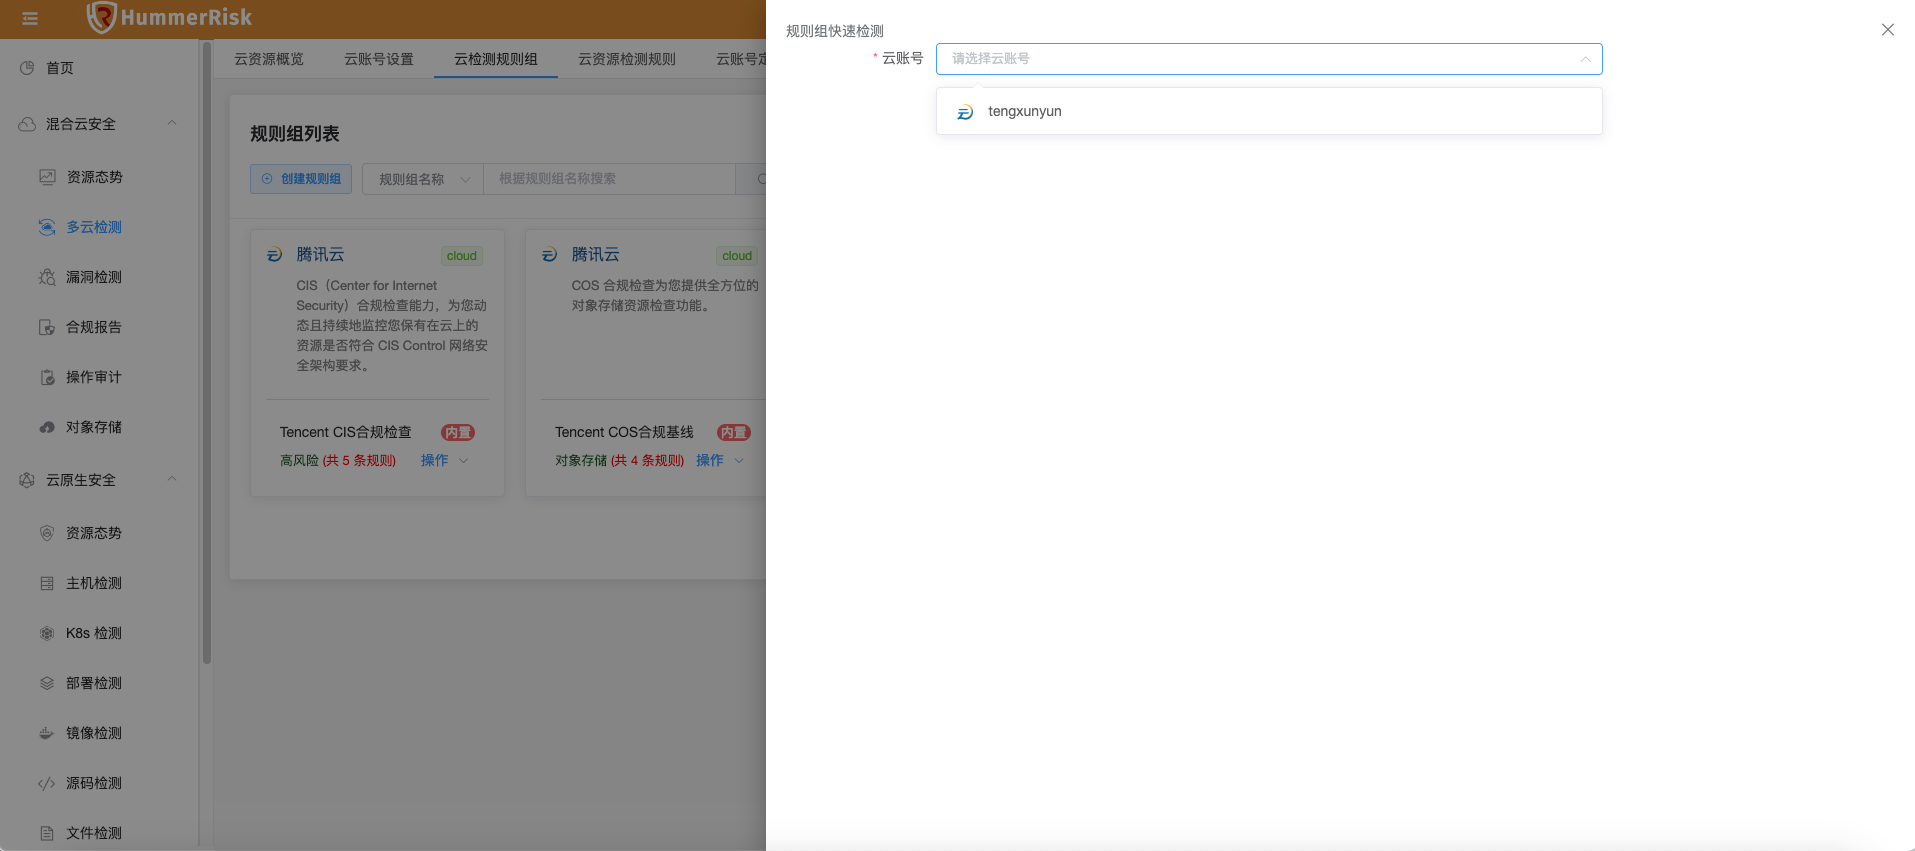 HummerRisk
首页
混合云安全
资源态势
多云检测
漏洞检测
合规报告
操作审计
对象存储
云原生安全
资源态势
主机检测
K8s 检测
部署检测
镜像检测
源码检测
文件检测
云资源概览
云账号设置
云检测规则组
云资源检测规则
云账号定
规则组列表
创建规则组
规则组名称
根据规则组名称搜索
腾讯云
cloud
CIS（Center for Internet
Security）合规检查能力，为您动
态且持续地监控您保有在云上的
资源是否符合 CIS Control 网络安
全架构要求。
Tencent CIS合规检查
内置
高风险 (共 5 条规则)
操作
腾讯云
cloud
COS 合规检查为您提供全方位的
对象存储资源检查功能。
Tencent COS合规基线
内置
对象存储 (共 4 条规则)
操作
规则组快速检测
* 云账号
请选择云账号
tengxunyun